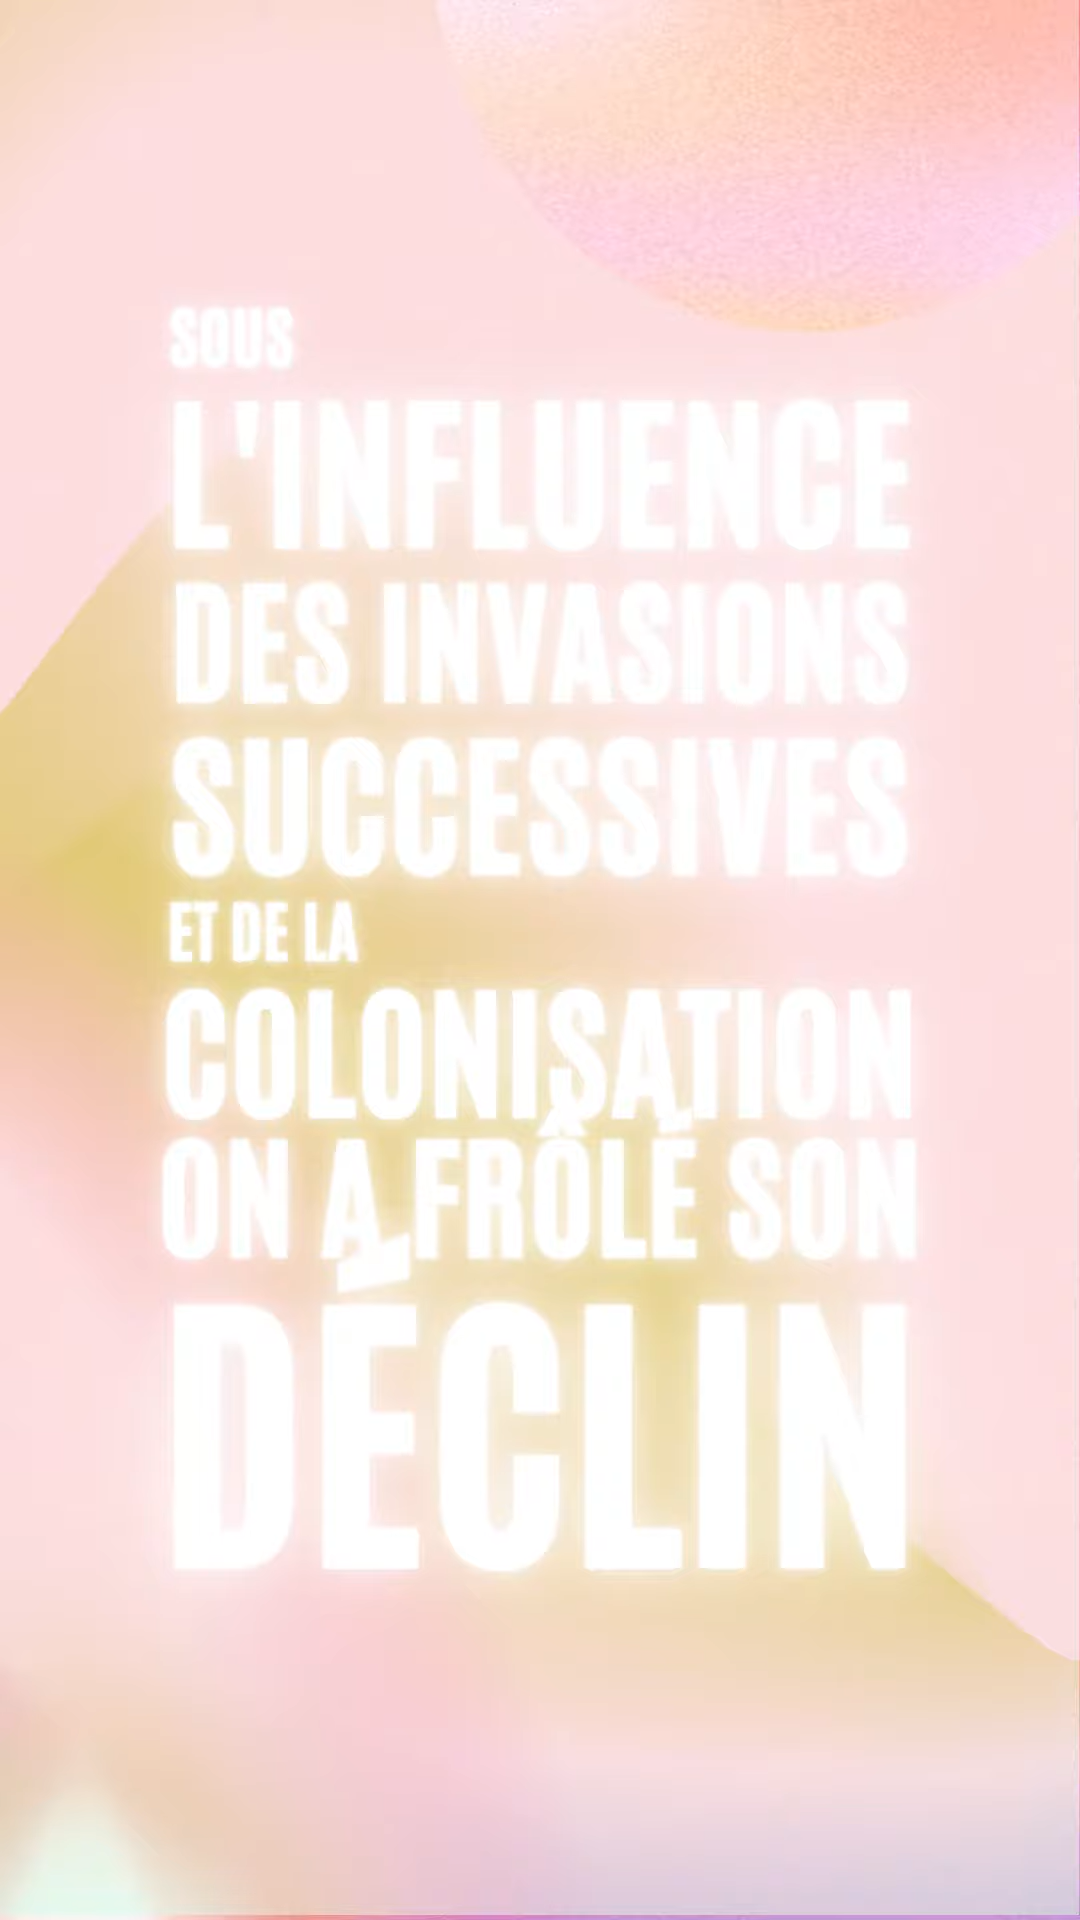 SOUS
L'INFLUENCE
DES INVASIONS
SUCCESSIVES
ET DE LA
COLONISATION
ON A FRÔLÉ SON
DÉCLIN